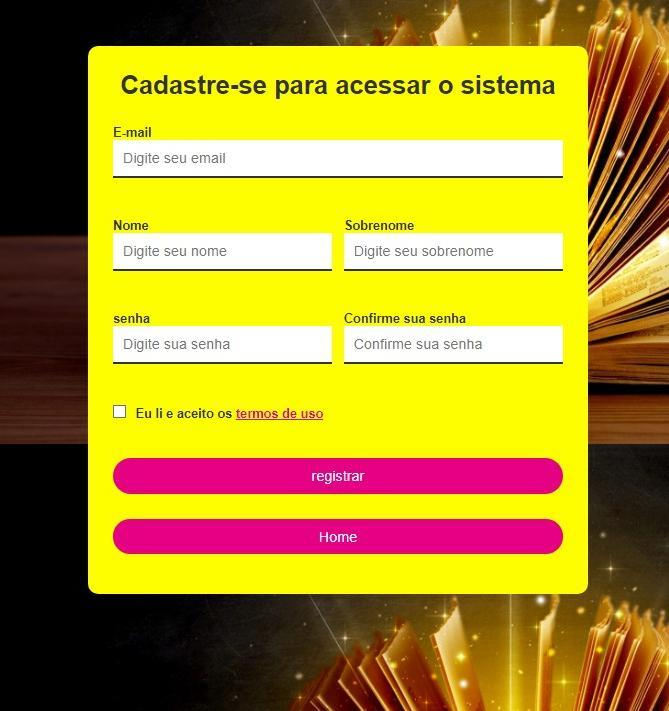 Cadastre-se para acessar o sistema
E-mail
Digite seu email
Nome
Sobrenome
Digite seu nome
Digite seu sobrenome
senha
Confirme sua senha
Digite sua senha
Confirme sua senha
Eu li e aceito os termos de uso
registrar
Home